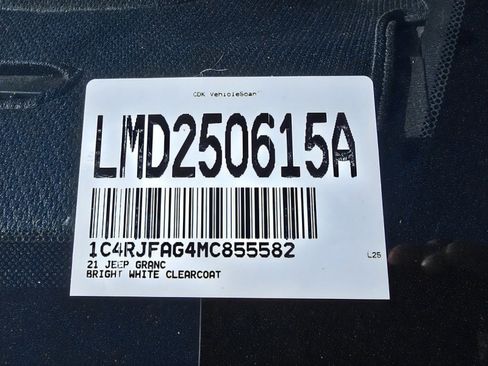 CDK VehicleScan
LMD250615A
1C4RJFAG4MC855582
L25
21 JEEP GRANC
BRIGHT WHITE CLEARCOAT